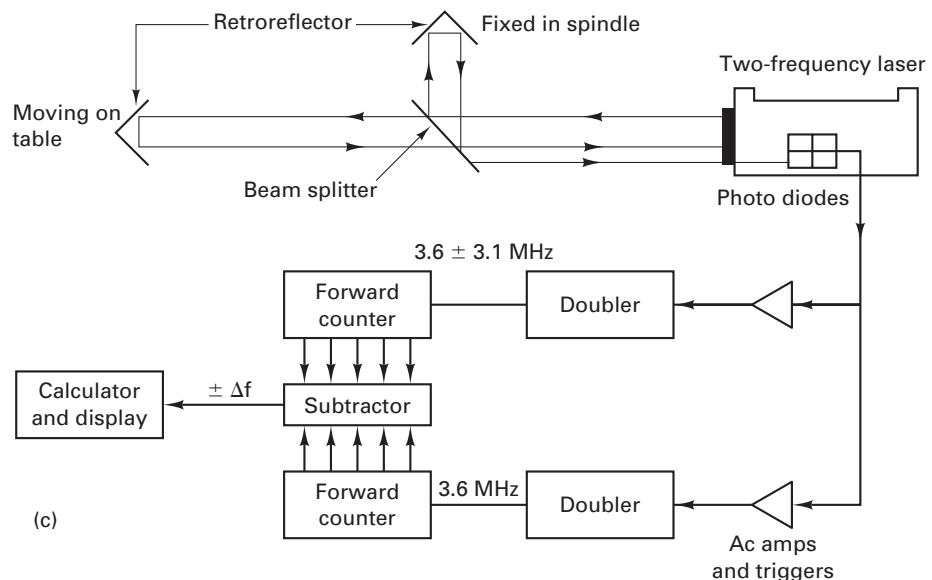 Retroreflector
Fixed in spindle
Two-frequency laser
Moving on
table
Beam splitter
Photo diodes
3.6 ± 3.1 MHz
Forward
counter
Doubler
Calculator
and display
± Δf
Subtractor
Forward
counter
3.6 MHz
Doubler
(c)
Ac amps
and triggers